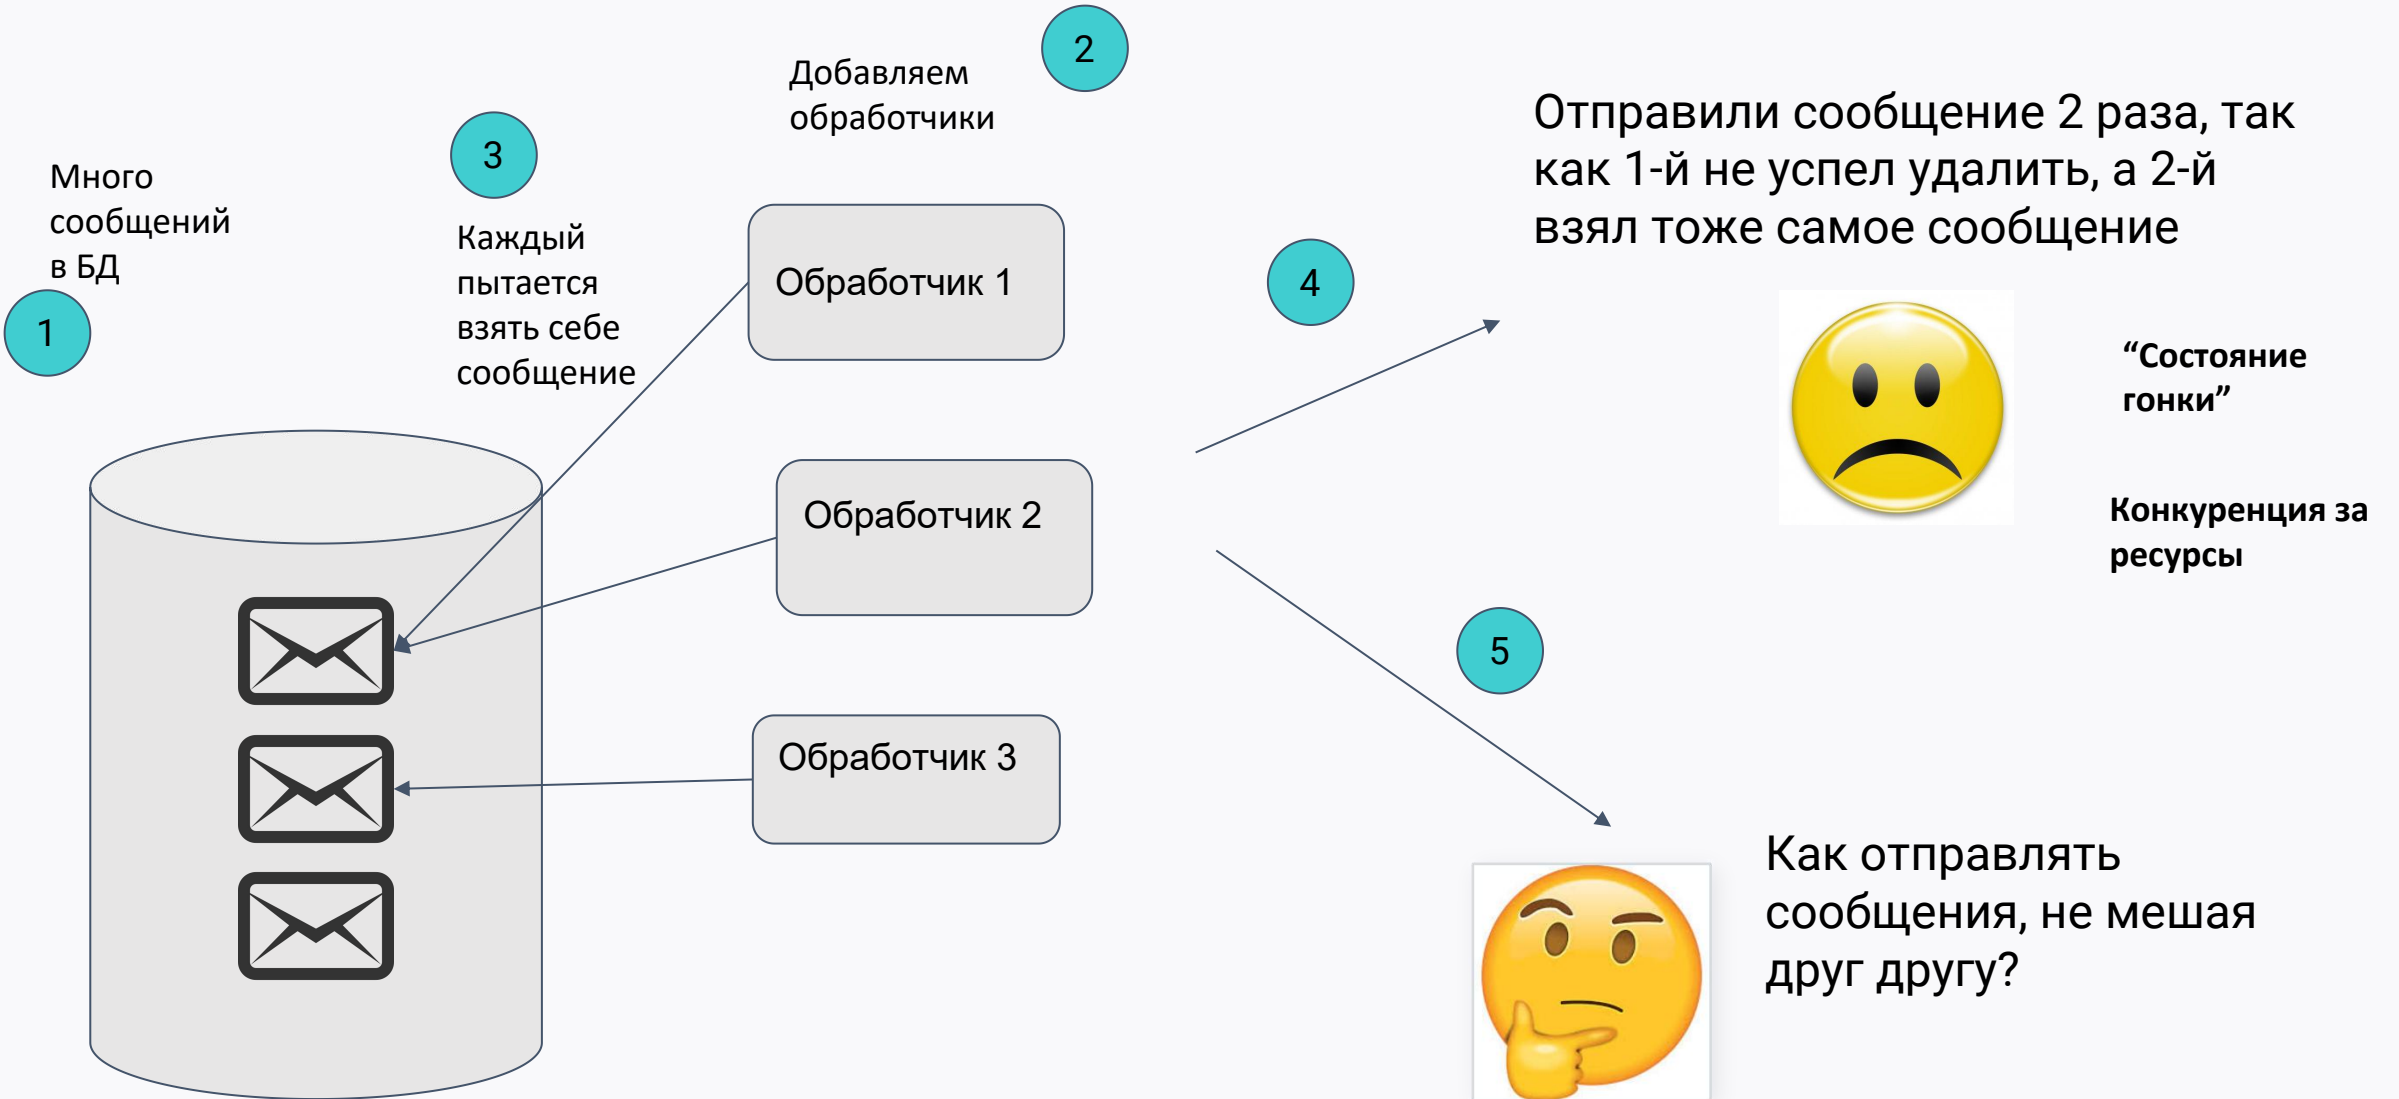 1
Много
сообщений
в БД
2
Добавляем
обработчики
3
Каждый
пытается
взять себе
сообщение
Обработчик 1
Обработчик 2
Обработчик 3
4
Отправили сообщение 2 раза, так
как 1-й не успел удалить, а 2-й
взял тоже самое сообщение
“Состояние
гонки”
Конкуренция за
ресурсы
5
Как отправлять
сообщения, не мешая
друг другу?